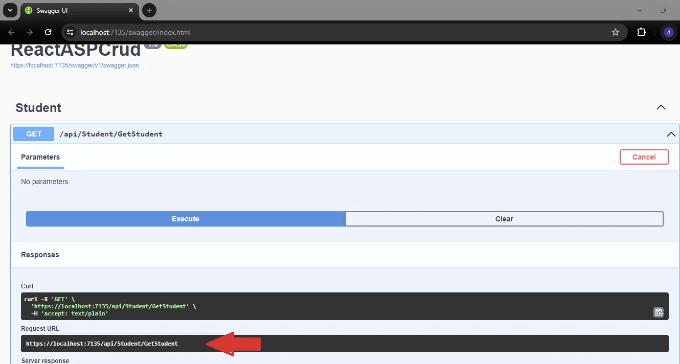 Swagger UI
localhost:7135/swagger/index.html
d
ReactASPCrud
https://localhost:7135/swagger/v1/swagger.json
Student
GET /api/Student/GetStudent
Parameters
Cancel
No parameters
Execute
Clear
Responses
Curl
curl -X 'GET' \
'https://localhost:7135/api/Student/GetStudent' \
-H 'accept: text/plain'
Request URL
https://localhost:7135/api/Student/GetStudent
Server response